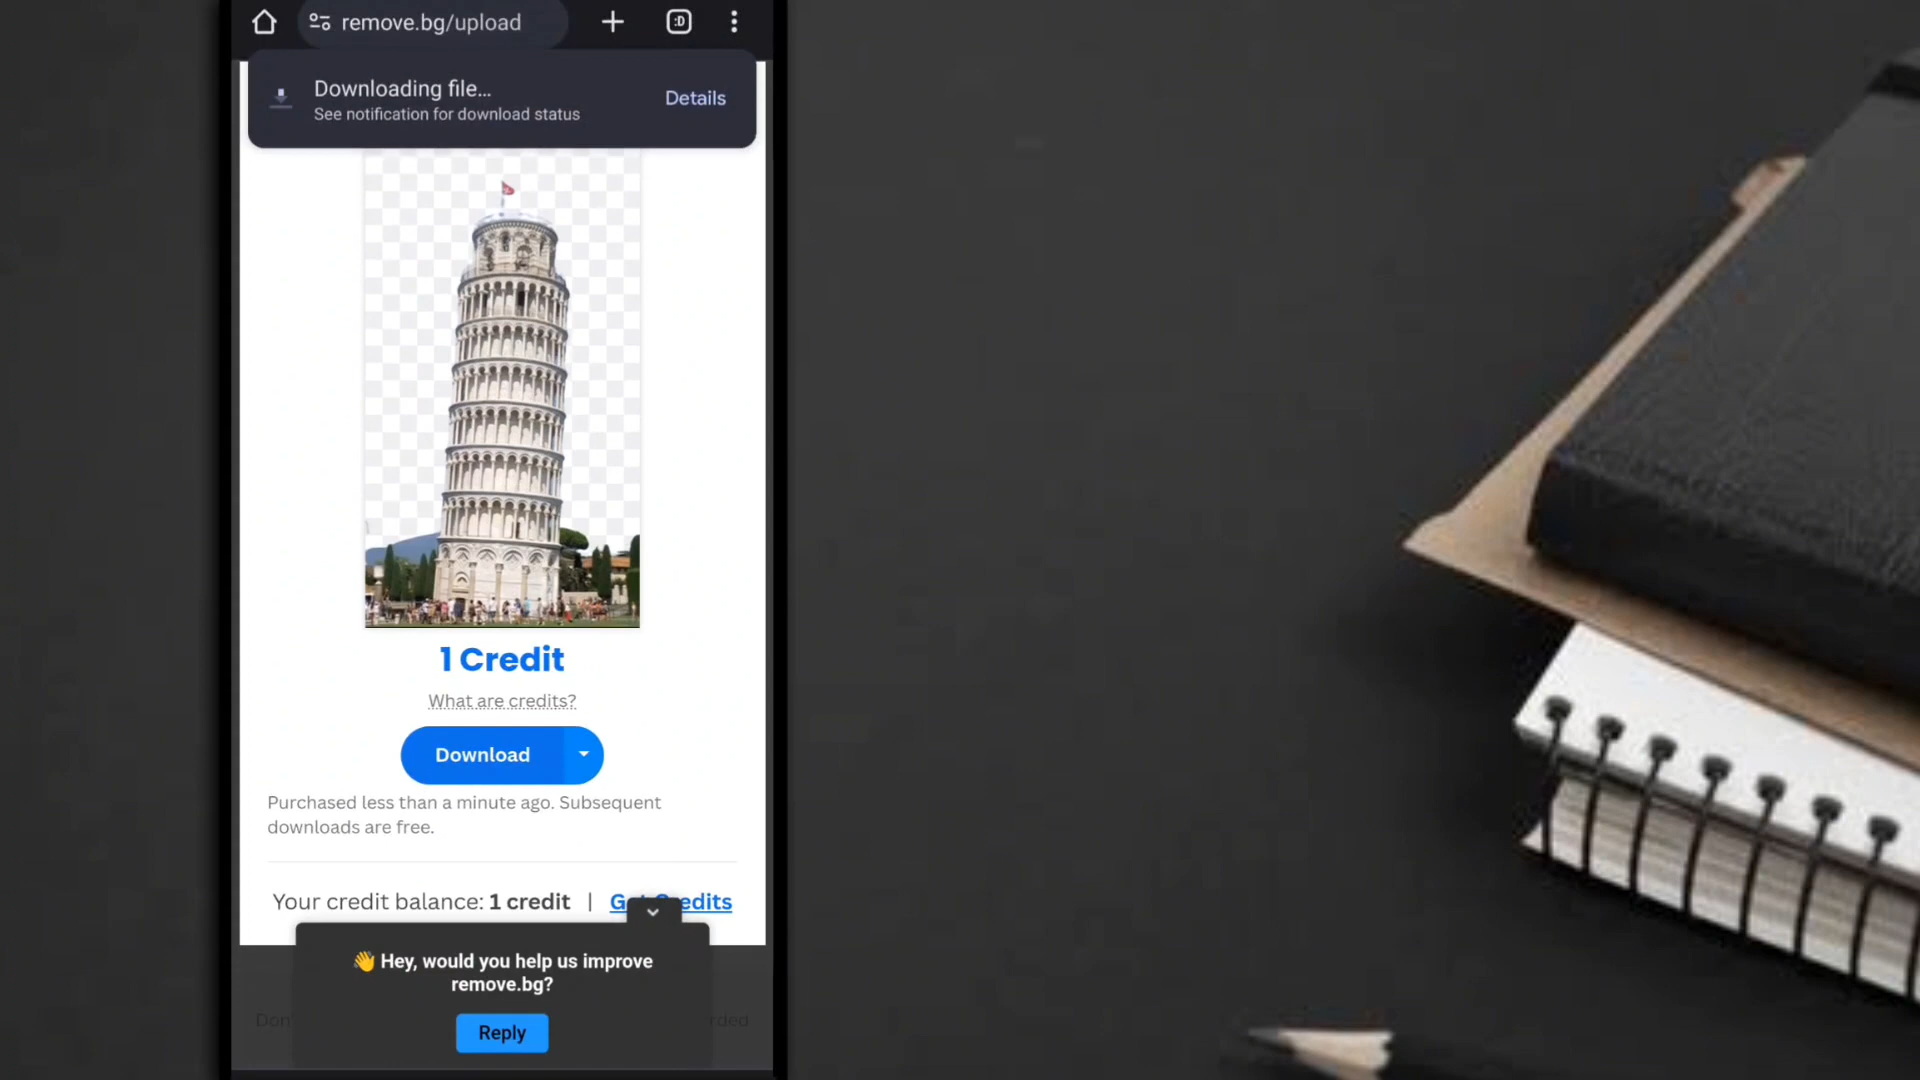 remove.bg/upload
:D
Downloading file...
See notification for download status
Details
1 Credit
What are credits?
Download
Purchased less than a minute ago. Subsequent
downloads are free.
Your credit balance: 1 credit | Get Credits
👋 Hey, would you help us improve
remove.bg?
Reply